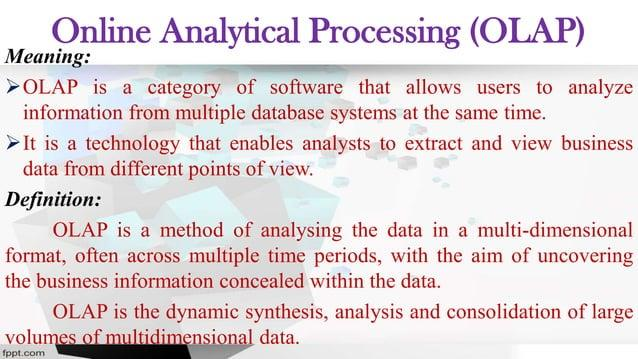 Online Analytical Processing (OLAP)
Meaning:
➢OLAP is a category of software that allows users to analyze
information from multiple database systems at the same time.
➢It is a technology that enables analysts to extract and view business
data from different points of view.
Definition:
OLAP is a method of analysing the data in a multi-dimensional
format, often across multiple time periods, with the aim of uncovering
the business information concealed within the data.
OLAP is the dynamic synthesis, analysis and consolidation of large
volumes of multidimensional data.
fppt.com